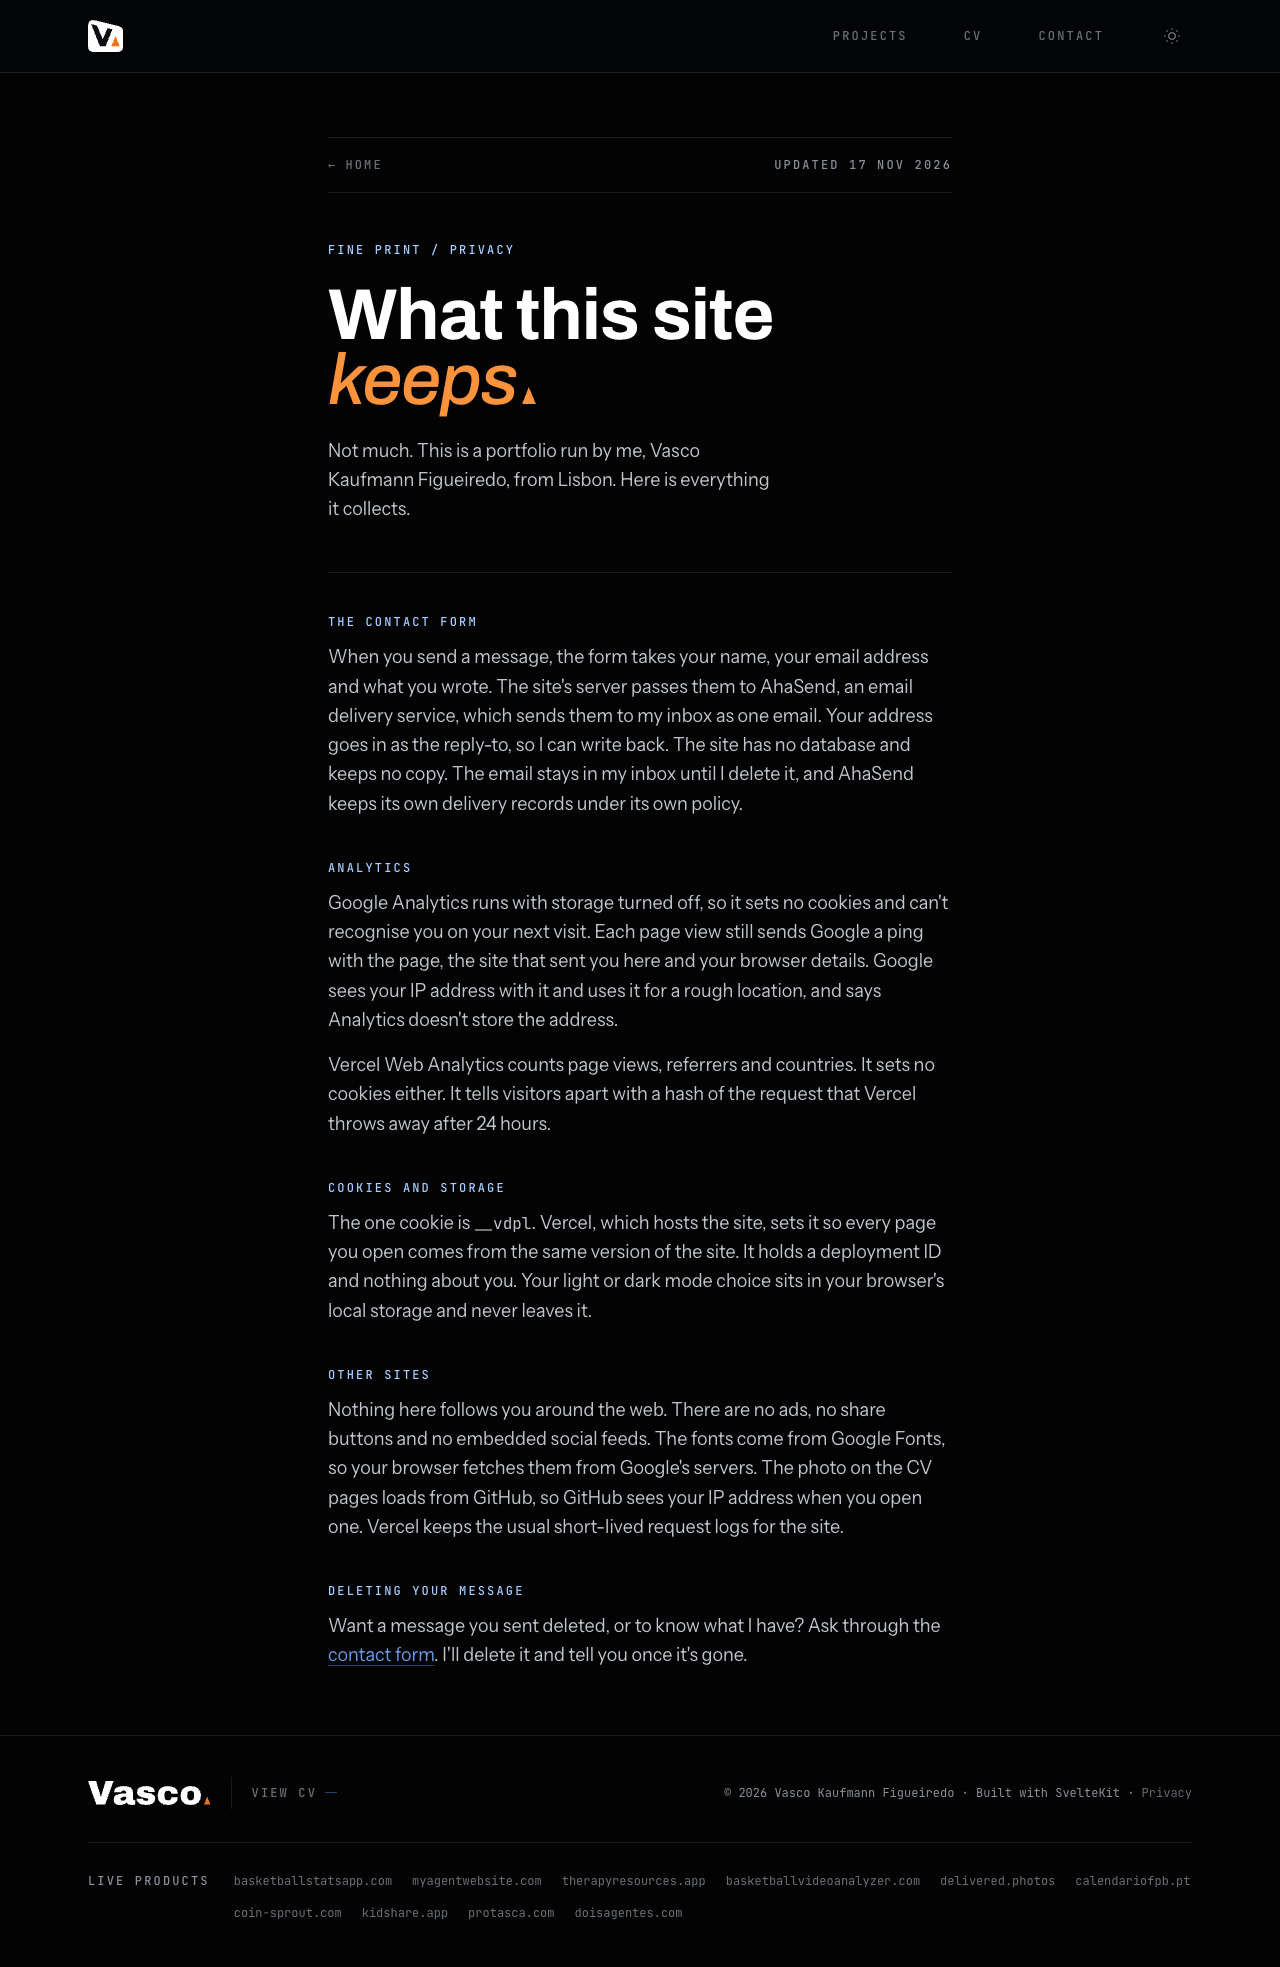 V
PROJECTS CV CONTACT
← HOME UPDATED 17 NOV 2026
FINE PRINT / PRIVACY
What this site
keeps
Not much. This is a portfolio run by me, Vasco
Kaufmann Figueiredo, from Lisbon. Here is everything
it collects.
THE CONTACT FORM
When you send a message, the form takes your name, your email address
and what you wrote. The site's server passes them to AhaSend, an email
delivery service, which sends them to my inbox as one email. Your address
goes in as the reply-to, so I can write back. The site has no database and
keeps no copy. The email stays in my inbox until I delete it, and AhaSend
keeps its own delivery records under its own policy.
ANALYTICS
Google Analytics runs with storage turned off, so it sets no cookies and can't
recognise you on your next visit. Each page view still sends Google a ping
with the page, the site that sent you here and your browser details. Google
sees your IP address with it and uses it for a rough location, and says
Analytics doesn't store the address.
Vercel Web Analytics counts page views, referrers and countries. It sets no
cookies either. It tells visitors apart with a hash of the request that Vercel
throws away after 24 hours.
COOKIES AND STORAGE
The one cookie is __vdpl. Vercel, which hosts the site, sets it so every page
you open comes from the same version of the site. It holds a deployment ID
and nothing about you. Your light or dark mode choice sits in your browser's
local storage and never leaves it.
OTHER SITES
Nothing here follows you around the web. There are no ads, no share
buttons and no embedded social feeds. The fonts come from Google Fonts,
so your browser fetches them from Google's servers. The photo on the CV
pages loads from GitHub, so GitHub sees your IP address when you open
one. Vercel keeps the usual short-lived request logs for the site.
DELETING YOUR MESSAGE
Want a message you sent deleted, or to know what I have? Ask through the
contact form. I'll delete it and tell you once it's gone.
Vasco VIEW CV — © 2026 Vasco Kaufmann Figueiredo · Built with SvelteKit · Privacy
LIVE PRODUCTS basketballstatsapp.com myagentwebsite.com therapyresources.app basketballvideoanalyzer.com delivered.photos calendariofpb.pt
coin-sprout.com kidshare.app protasca.com doisagentes.com